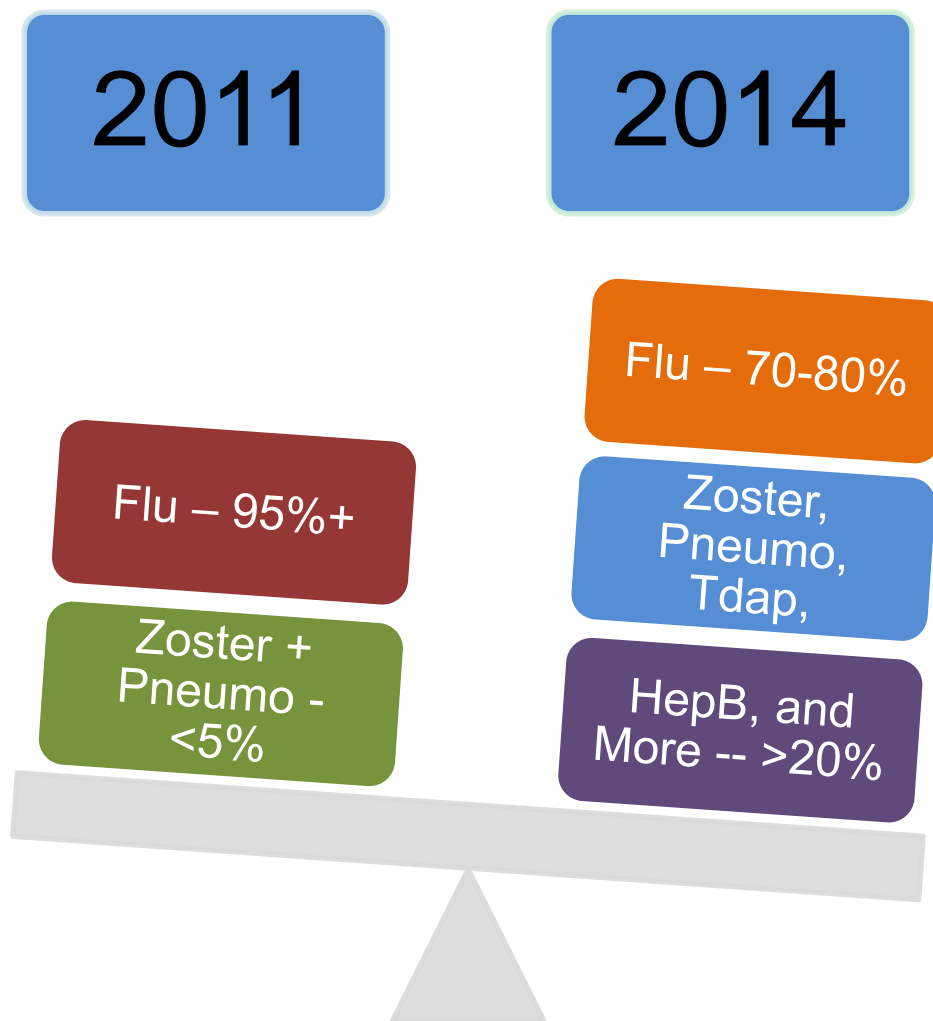 2011
2014
Flu – 95%+
Zoster +
Pneumo -
<5%
Flu – 70-80%
Zoster,
Pneumo,
Tdap,
HepB, and
More -- >20%